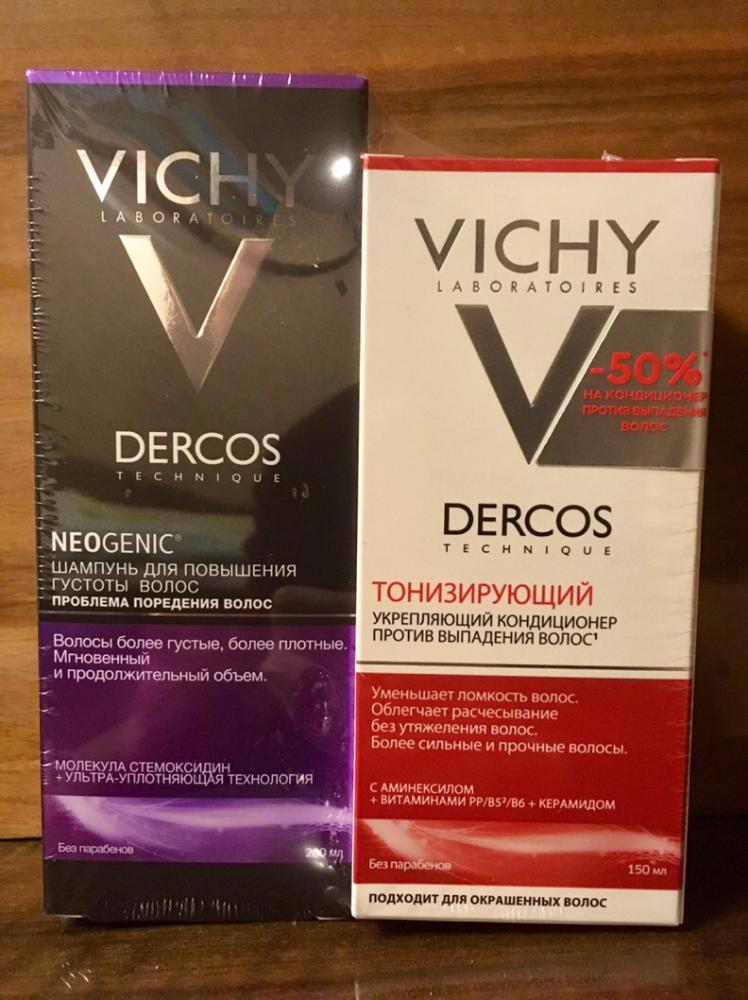 VICHY
LABORATOIRES
V
DERCOS
TECHNIQUE
NEOGENIC®
ШАМПУНЬ ДЛЯ ПОВЫШЕНИЯ
ГУСТОТЫ ВОЛОС
ПРОБЛЕМА ПОРЕДЕНИЯ ВОЛОС
Волосы более густые, более плотные.
Мгновенный
и продолжительный объем.
МОЛЕКУЛА СТЕМОКСИДИН
+ УЛЬТРА-УПЛОТНЯЮЩАЯ ТЕХНОЛОГИЯ
Без парабенов
200 мл
VICHY
LABORATOIRES
V
-50%*
НА КОНДИЦИОНЕР
ПРОТИВ ВЫПАДЕНИЯ
ВОЛОС
DERCOS
TECHNIQUE
ТОНИЗИРУЮЩИЙ
УКРЕПЛЯЮЩИЙ КОНДИЦИОНЕР
ПРОТИВ ВЫПАДЕНИЯ ВОЛОС¹
Уменьшает ломкость волос.
Облегчает расчесывание
без утяжеления волос.
Более сильные и прочные волосы.
С АМИНЕКСИЛОМ
+ ВИТАМИНАМИ PP/B5²/B6 + КЕРАМИДОМ
Без парабенов
150 мл
ПОДХОДИТ ДЛЯ ОКРАШЕННЫХ ВОЛОС